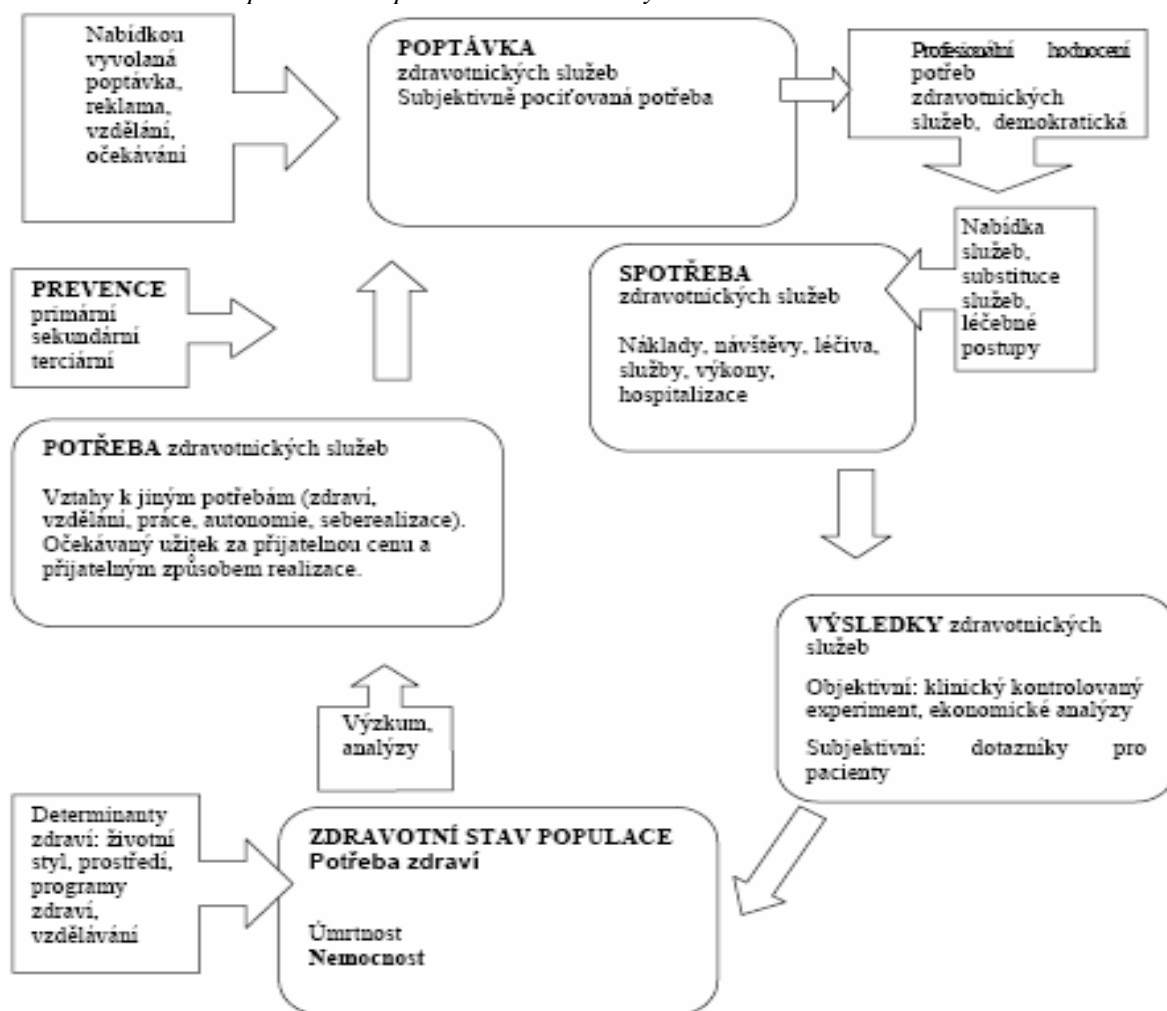 Nabídkou
vyvolaná
poptávka,
reklama,
vzdělání,
očekávání
POPTÁVKA
zdravotnických služeb
Subjektivně pociťovaná potřeba
Profesionální hodnocení
potřeb
zdravotnických
služeb, demokratická
Nabídka
služeb,
substituce
služeb,
léčebné
postupy
SPOTŘEBA
zdravotnických služeb
Náklady, návštěvy, léčiva,
služby, výkony,
hospitalizace
PREVENCE
primární
sekundární
terciární
POTŘEBA zdravotnických služeb
Vztahy k jiným potřebám (zdraví,
vzdělání, práce, autonomie, seberealizace).
Očekávaný užitek za přijatelnou cenu a
přijatelným způsobem realizace.
VÝSLEDKY zdravotnických
služeb
Objektivní: klinický kontrolovaný
experiment, ekonomické analýzy
Subjektivní: dotazníky pro
pacienty
Výzkum,
analýzy
Determinanty
zdraví: životní
styl, prostředí,
programy
zdraví,
vzdělávání
ZDRAVOTNÍ STAV POPULACE
Potřeba zdraví
Úmrtnost
Nemocnost